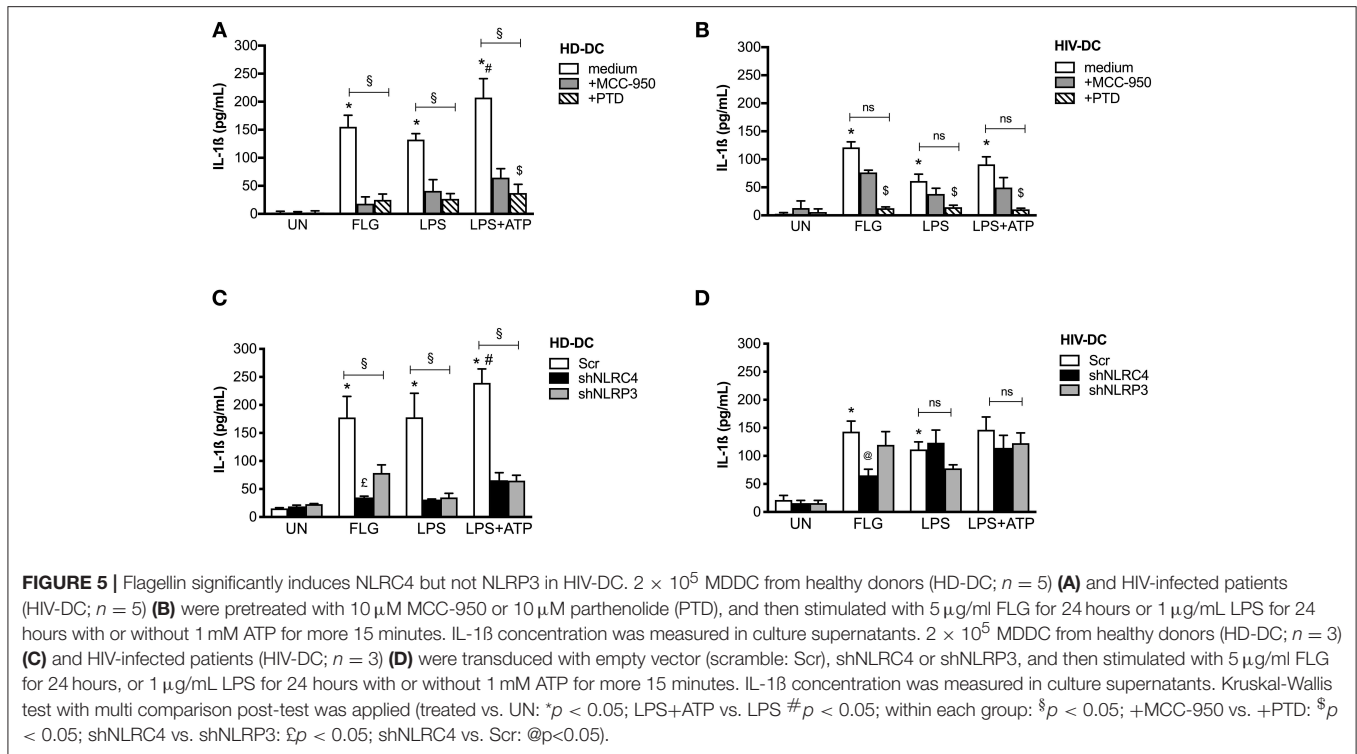 A
HD-DC
medium
+MCC-950
+PTD
IL-1ß (pg/mL)
300
250
200
150
100
50
0
*
§
*
§
*#
§
$
UN FLG LPS LPS+ATP
B
HIV-DC
medium
+MCC-950
+PTD
IL-1ß (pg/mL)
300
250
200
150
100
50
0
*
ns
$
*
ns
$
*
ns
$
UN FLG LPS LPS+ATP
C
HD-DC
Scr
shNLRC4
shNLRP3
IL-1ß (pg/mL)
300
250
200
150
100
50
0
*
§
£
*
§
* #
§
UN FLG LPS LPS+ATP
D
HIV-DC
Scr
shNLRC4
shNLRP3
IL-1ß (pg/mL)
300
250
200
150
100
50
0
*
@
*
ns
ns
UN FLG LPS LPS+ATP
FIGURE 5 | Flagellin significantly induces NLRC4 but not NLRP3 in HIV-DC. 2 × 10⁵ MDDC from healthy donors (HD-DC; n = 5) (A) and HIV-infected patients
(HIV-DC; n = 5) (B) were pretreated with 10 μM MCC-950 or 10 μM parthenolide (PTD), and then stimulated with 5 μg/ml FLG for 24 hours or 1 μg/mL LPS for 24
hours with or without 1 mM ATP for more 15 minutes. IL-1ß concentration was measured in culture supernatants. 2 × 10⁵ MDDC from healthy donors (HD-DC; n = 3)
(C) and HIV-infected patients (HIV-DC; n = 3) (D) were transduced with empty vector (scramble: Scr), shNLRC4 or shNLRP3, and then stimulated with 5 μg/ml FLG
for 24 hours, or 1 μg/mL LPS for 24 hours with or without 1 mM ATP for more 15 minutes. IL-1ß concentration was measured in culture supernatants. Kruskal-Wallis
test with multi comparison post-test was applied (treated vs. UN: *p < 0.05; LPS+ATP vs. LPS #p < 0.05; within each group: §p < 0.05; +MCC-950 vs. +PTD: $p
< 0.05; shNLRC4 vs. shNLRP3: £p < 0.05; shNLRC4 vs. Scr: @p<0.05).